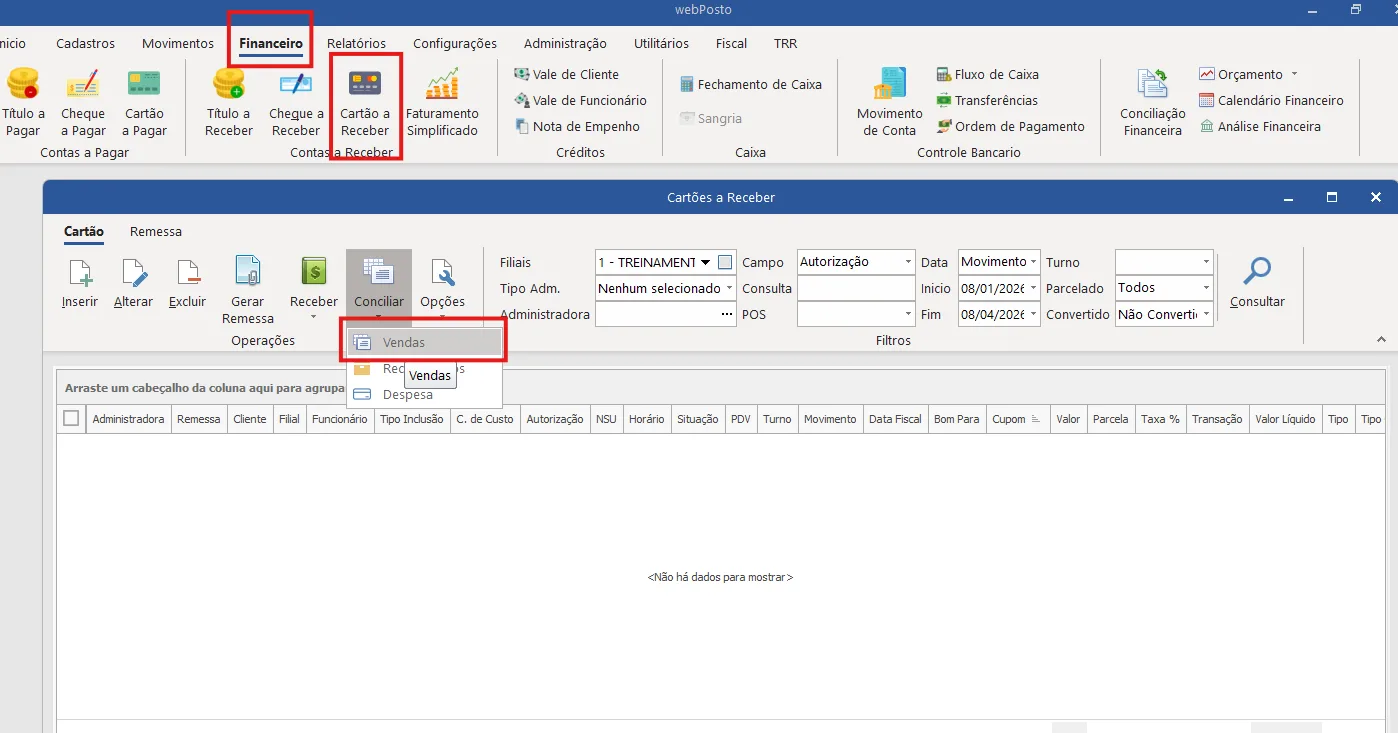 webPosto
nicio Cadastros Movimentos Financeiro Relatórios Configurações Administração Utilitários Fiscal TRR
Título a Pagar
Cheque a Pagar
Cartão a Pagar
Contas a Pagar
Título a Receber
Cheque a Receber
Cartão a Receber
Faturamento Simplificado
Contas a Receber
Vale de Cliente
Vale de Funcionário
Nota de Empenho
Créditos
Fechamento de Caixa
Sangria
Caixa
Movimento de Conta
Fluxo de Caixa
Transferências
Ordem de Pagamento
Controle Bancario
Conciliação Financeira
Orçamento
Calendário Financeiro
Análise Financeira
Cartões a Receber
Cartão Remessa
Inserir
Alterar
Excluir
Gerar Remessa
Receber
Conciliar
Opções
Operações
Filiais 1 - TREINAMENT Campo Autorização Data Movimento Turno
Tipo Adm. Nenhum selecionado Consulta Inicio 08/01/2026 Parcelado Todos
Administradora ... POS Fim 08/04/2026 Convertido Não Converti
Consultar
Filtros
Vendas
Vendas
Despesa
Arraste um cabeçalho da coluna aqui para agrupa
Administradora Remessa Cliente Filial Funcionário Tipo Inclusão C. de Custo Autorização NSU Horário Situação PDV Turno Movimento Data Fiscal Bom Para Cupom Valor Parcela Taxa % Transação Valor Líquido Tipo Tipo
<Não há dados para mostrar>